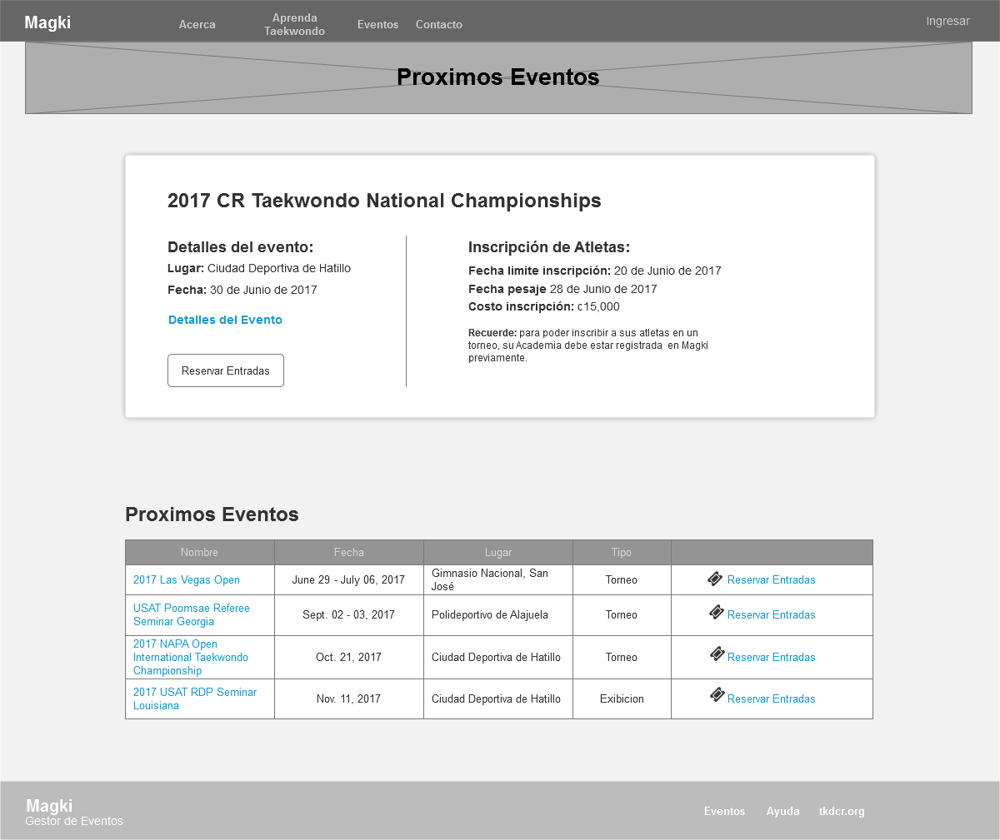 Magki
Acerca
Aprenda
Taekwondo
Eventos
Contacto
Ingresar
Proximos Eventos
2017 CR Taekwondo National Championships
Detalles del evento:
Lugar: Ciudad Deportiva de Hatillo
Fecha: 30 de Junio de 2017
Detalles del Evento
Reservar Entradas
Inscripción de Atletas:
Fecha limite inscripción: 20 de Junio de 2017
Fecha pesaje 28 de Junio de 2017
Costo inscripción: ¢15,000
Recuerde: para poder inscribir a sus atletas en un
torneo, su Academia debe estar registrada  en Magki
previamente.
Proximos Eventos
Nombre
Fecha
Lugar
Tipo
2017 Las Vegas Open
June 29 - July 06, 2017
Gimnasio Nacional, San
José
Torneo
Reservar Entradas
USAT Poomsae Referee
Seminar Georgia
Sept. 02 - 03, 2017
Polideportivo de Alajuela
Torneo
Reservar Entradas
2017 NAPA Open
International Taekwondo
Championship
Oct. 21, 2017
Ciudad Deportiva de Hatillo
Torneo
Reservar Entradas
2017 USAT RDP Seminar
Louisiana
Nov. 11, 2017
Ciudad Deportiva de Hatillo
Exibicion
Reservar Entradas
Magki
Gestor de Eventos
Eventos
Ayuda
tkdcr.org